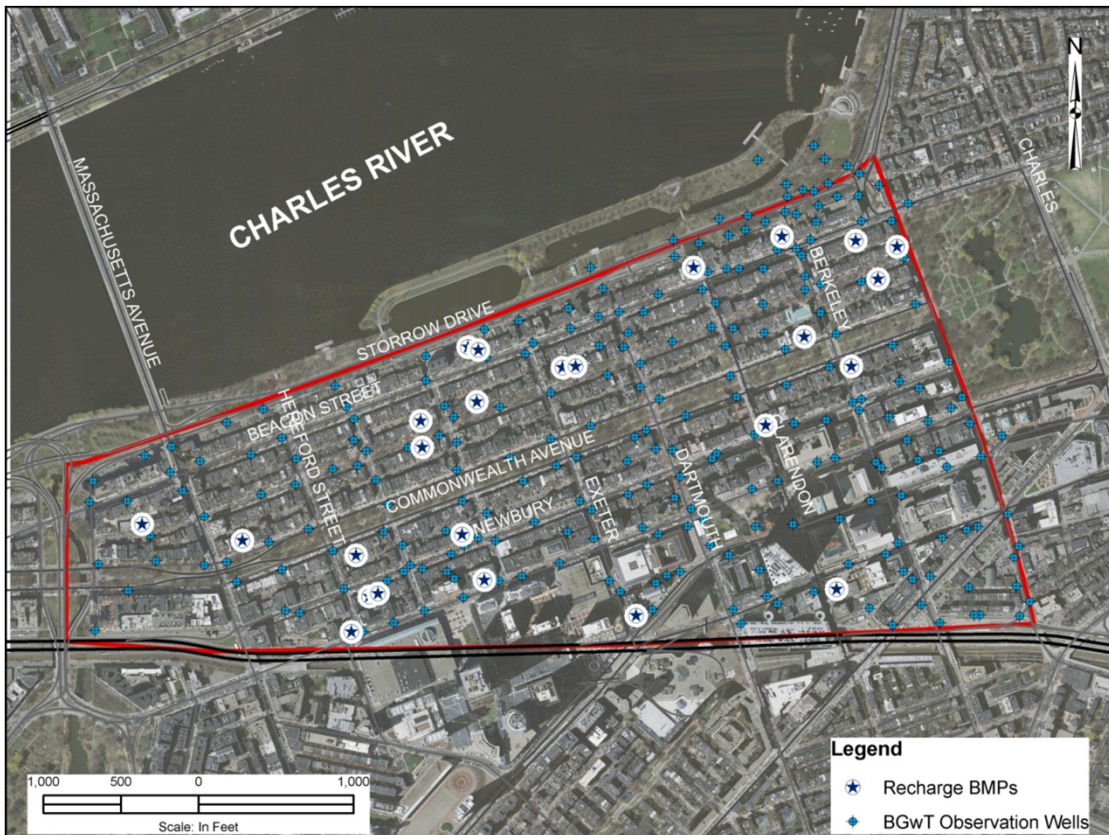 N
CHARLES
MASSACHUSETTS AVENUE
CHARLES RIVER
BERKELEY
STORROW DRIVE
BEACON STREET
HEREFORD STREET
COMMONWEALTH AVENUE
CLARENDON
DARTMOUTH
EXETER
NEWBURY
Legend
Recharge BMPs
BGwT Observation Wells
1,000 500 0 1,000
Scale: In Feet